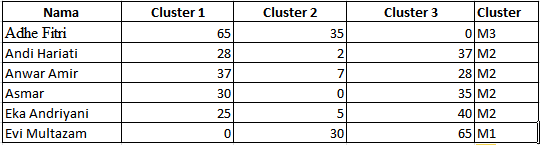 Nama Cluster 1 Cluster 2 Cluster 3 Cluster
Adhe Fitri 65 35 0 M3
Andi Hariati 28 2 37 M2
Anwar Amir 37 7 28 M2
Asmar 30 0 35 M2
Eka Andriyani 25 5 40 M2
Evi Multazam 0 30 65 M1